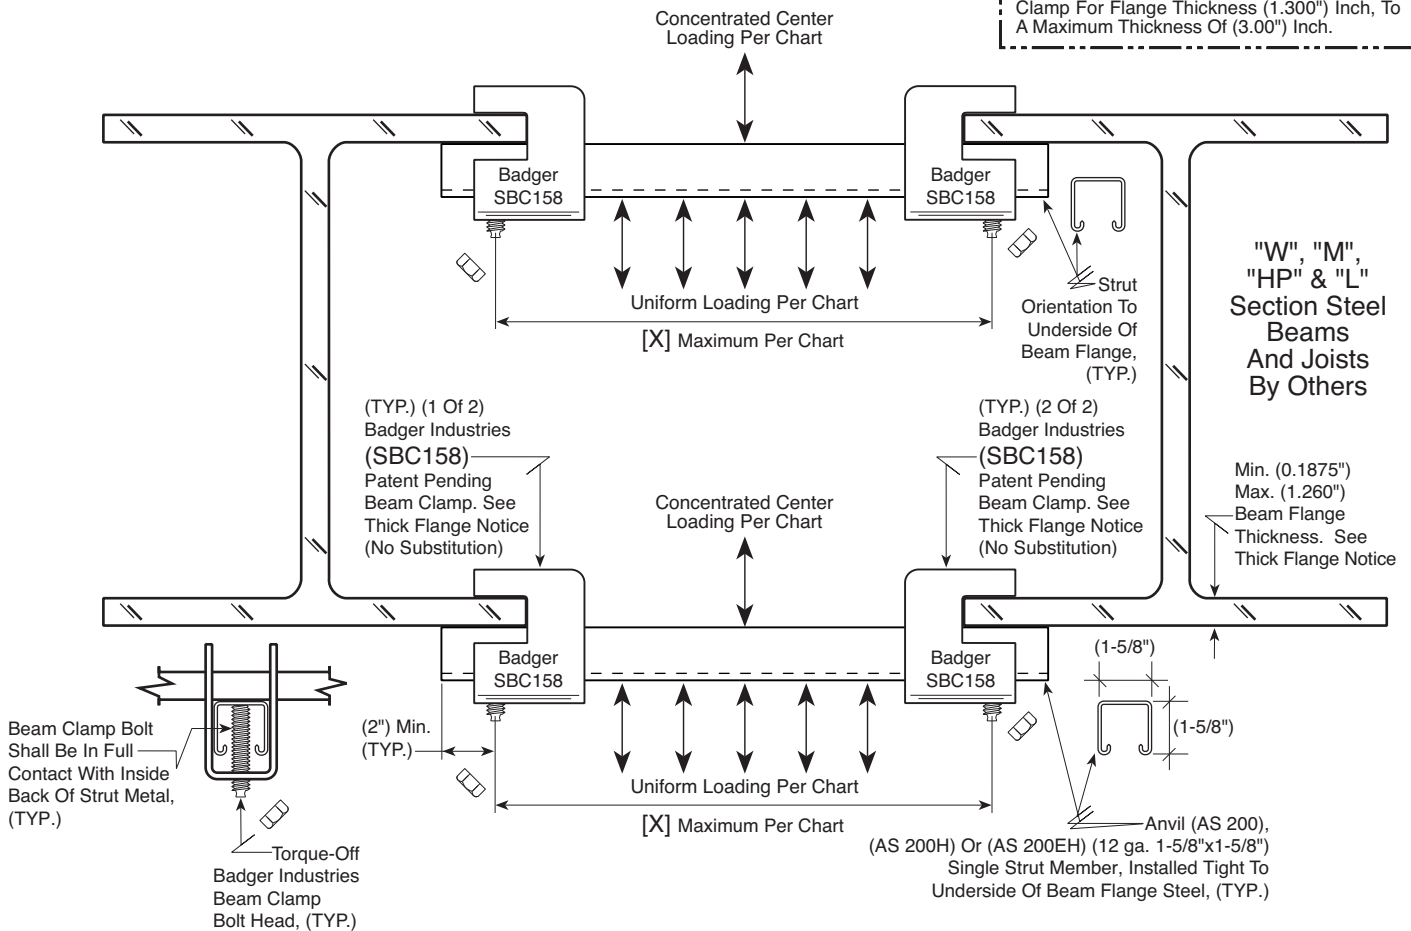 Clamp For Flange Thickness (1.300") Inch, To
A Maximum Thickness Of (3.00") Inch.
Concentrated Center
Loading Per Chart
Badger
SBC158
Badger
SBC158
Uniform Loading Per Chart
[X] Maximum Per Chart
Strut
Orientation To
Underside Of
Beam Flange,
(TYP.)
"W", "M",
"HP" & "L"
Section Steel
Beams
And Joists
By Others
(TYP.) (1 Of 2)
Badger Industries
(SBC158)
Patent Pending
Beam Clamp. See
Thick Flange Notice
(No Substitution)
Concentrated Center
Loading Per Chart
(TYP.) (2 Of 2)
Badger Industries
(SBC158)
Patent Pending
Beam Clamp. See
Thick Flange Notice
(No Substitution)
Min. (0.1875")
Max. (1.260")
Beam Flange
Thickness. See
Thick Flange Notice
Badger
SBC158
Badger
SBC158
(1-5/8")
(1-5/8")
Beam Clamp Bolt
Shall Be In Full
Contact With Inside
Back Of Strut Metal,
(TYP.)
(2") Min.
(TYP.)
Uniform Loading Per Chart
[X] Maximum Per Chart
Torque-Off
Badger Industries
Beam Clamp
Bolt Head, (TYP.)
Anvil (AS 200),
(AS 200H) Or (AS 200EH) (12 ga. 1-5/8"x1-5/8")
Single Strut Member, Installed Tight To
Underside Of Beam Flange Steel, (TYP.)